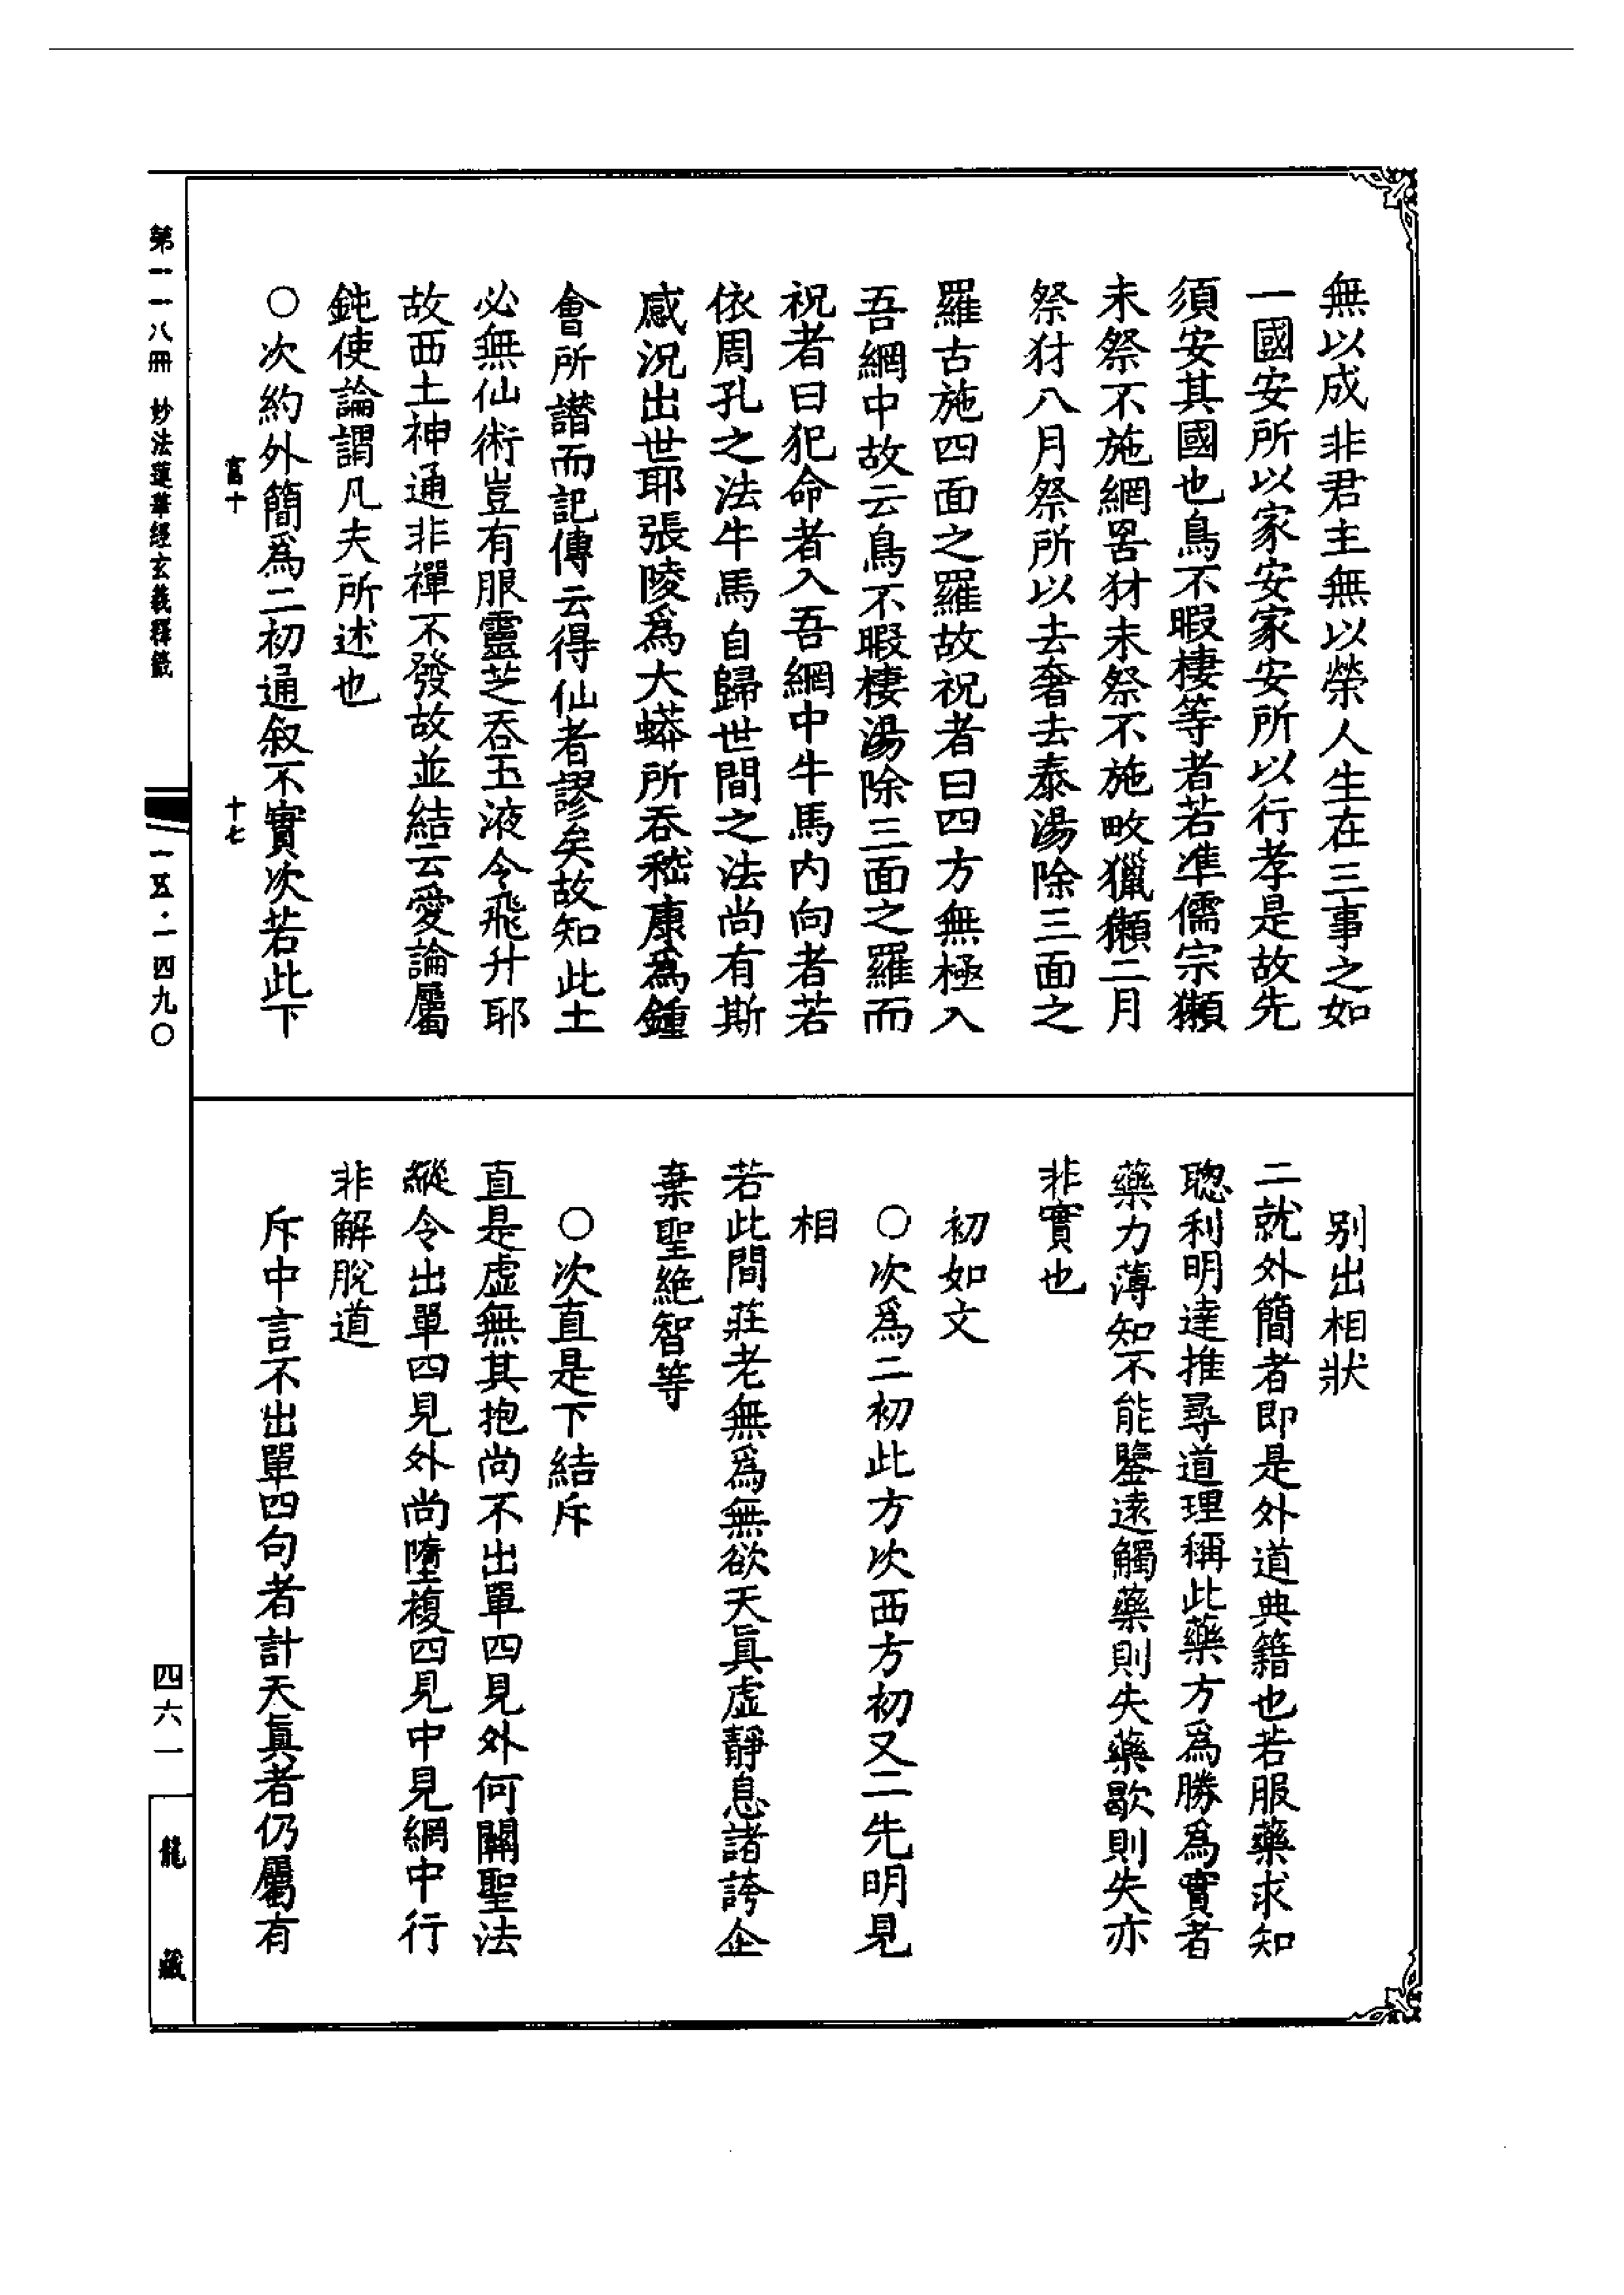 無以成非君主無以榮人生在三事之如
一國安所以家安家安所以行孝是故先
須安其國也鳥不暇棲等者若準儒宗獺
未祭不施網罟犲未祭不施畋獵獺二月
祭犲八月祭所以去奢去泰湯除三面之
羅古施四面之羅故祝者曰四方無極入
吾網中故云鳥不暇棲湯除三面之羅而
祝者曰犯命者入吾網中牛馬內向者若
依周孔之法牛馬自歸世間之法尚有斯
感況出世耶張陵爲大蟒所吞嵇康爲鍾
會所譖而記傳云得仙者謬矣故知此土
必無仙術豈有服靈芝吞玉液令飛升耶
故西土神通非禪不發故並結云愛論屬
鈍使論謂凡夫所述也
○次約外簡爲二初通叙不實次若此下
富十 十七
別出相狀
二就外簡者即是外道典籍也若服藥求知
聰利明達推尋道理稱此藥方爲勝爲實者
藥力薄知不能鑒遠觸藥則失藥歇則失亦
非實也
初如文
○次爲二初此方次西方初又二先明見
相
若此間莊老無爲無欲天眞虛靜息諸誇企
棄聖絶智等
○次直是下結斥
直是虛無其抱尚不出單四見外何關聖法
縱令出單四見外尚墮複四見中見網中行
非解脫道
斥中言不出單四句者計天眞者仍屬有
第一一八冊 妙法蓮華經玄義釋籤
一五·一四九〇
四六一
龍藏